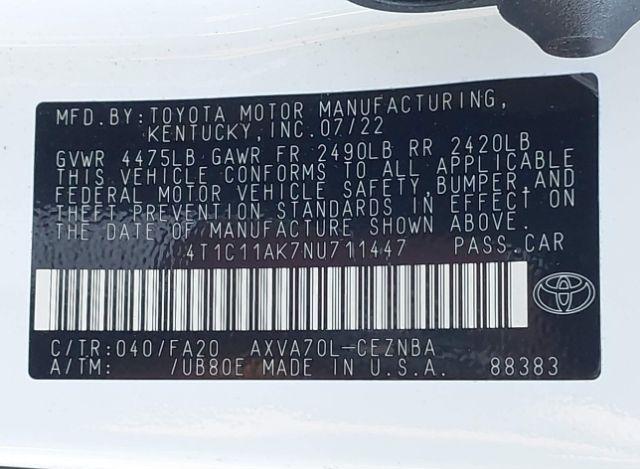 MFD.BY:TOYOTA MOTOR MANUFACTURING,
KENTUCKY,INC.07/22
GVWR 4475LB GAWR FR 2490LB RR 2420LB
THIS VEHICLE CONFORMS TO ALL APPLICABLE
FEDERAL MOTOR VEHICLE SAFETY,BUMPER,AND
THEFT PREVENTION STANDARDS IN EFFECT ON
THE DATE OF MANUFACTURE SHOWN ABOVE.
4T1C11AK7NU711447 PASS.CAR
C/TR:040/FA20 AXVA70L-CEZNBA
A/TM: /UB80E MADE IN U.S.A. 88383